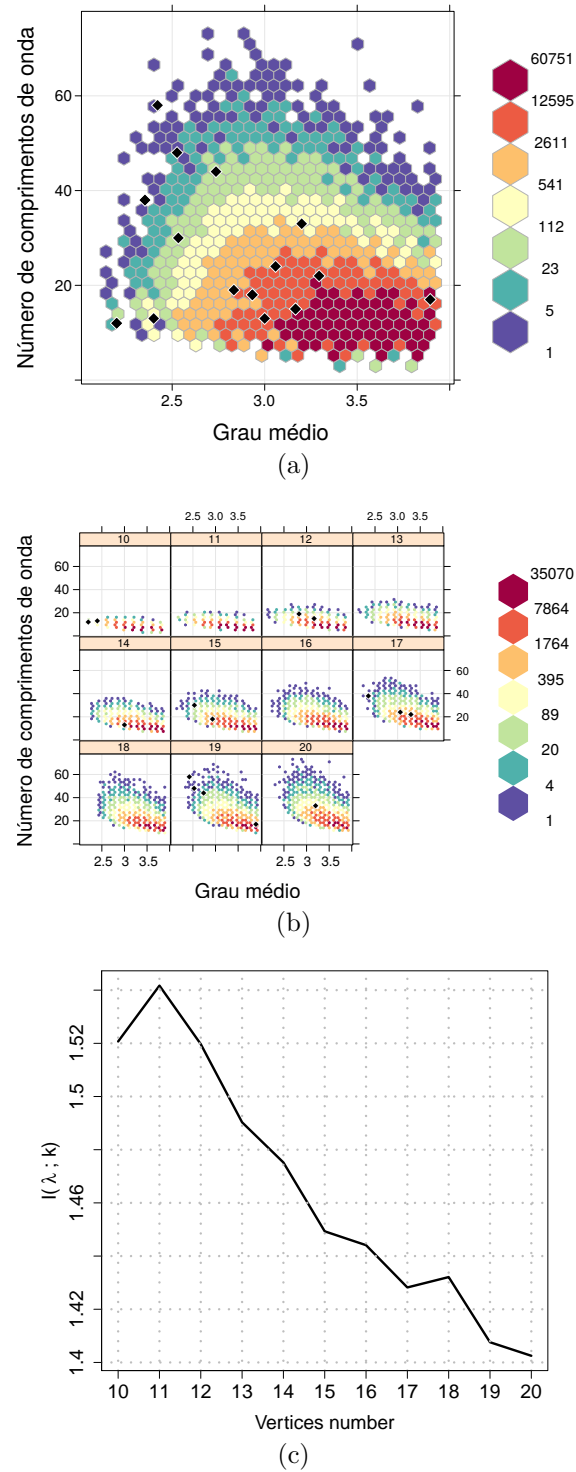 Número de comprimentos de onda
60
40
20
2.5 3.0 3.5
Grau médio
60751
12595
2611
541
112
23
5
1
(a)
2.5 3.0 3.5 2.5 3.0 3.5
10 11 12 13
14 15 16 17
18 19 20
60
40
20
60
40
20
60
40
20
2.5 3 3.5 2.5 3 3.5
Número de comprimentos de onda
Grau médio
35070
7864
1764
395
89
20
4
1
(b)
I( λ ; k)
1.52
1.5
1.46
1.42
1.4
10 11 12 13 14 15 16 17 18 19 20
Vertices number
(c)